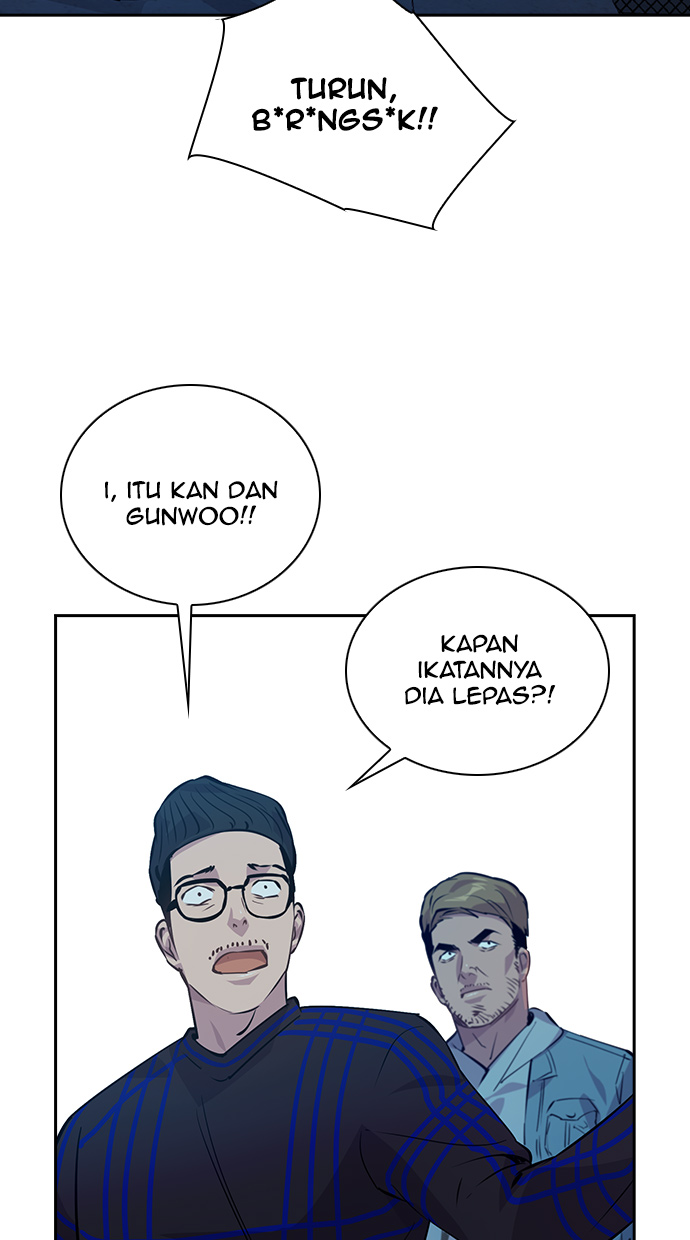 TURUN,
B*R*NGS*K!!
I, ITU KAN DAN
GUNWOO!!
KAPAN
IKATANNYA
DIA LEPAS?!